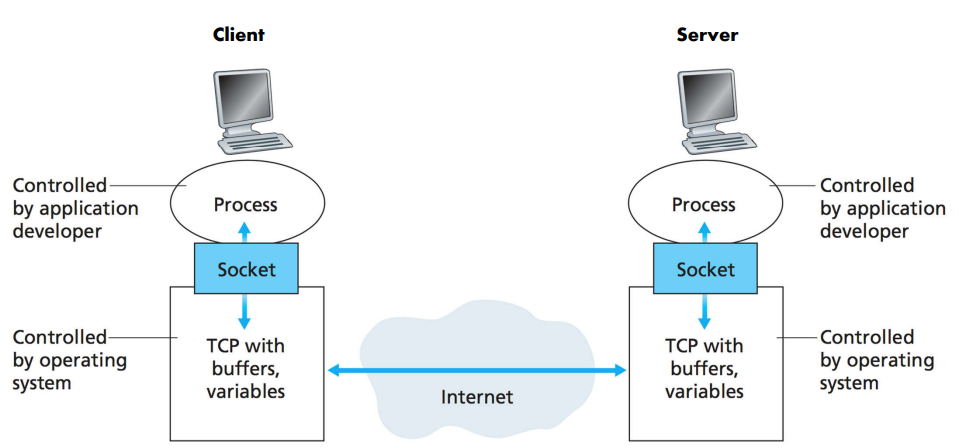 Client
Server
Controlled
by application
developer
Process
Process
Controlled
by application
developer
Socket
Socket
Controlled
by operating
system
TCP with
buffers,
variables
Internet
TCP with
buffers,
variables
Controlled
by operating
system